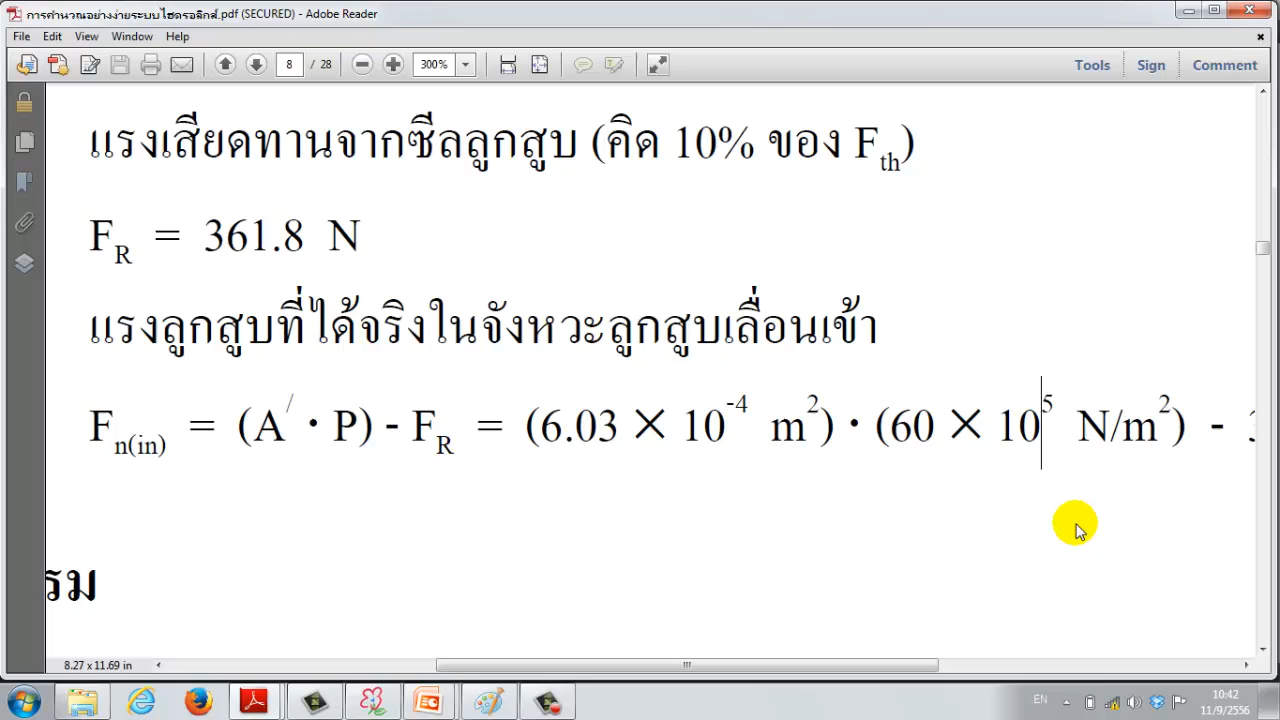 การคำนวณอย่างง่ายระบบไฮดรอลิกส์.pdf (SECURED) - Adobe Reader
File Edit View Window Help
8 / 28 300% Tools Sign Comment
แรงเสียดทานจากซีลลูกสูบ (คิด 10% ของ Fth)
FR = 361.8 N
แรงลูกสูบที่ได้จริงในจังหวะลูกสูบเลื่อนเข้า
Fn(in) = (A/ · P) - FR = (6.03 × 10-4 m2) · (60 × 105 N/m2) -
รม
8.27 x 11.69 in
EN 10:42
11/9/2556